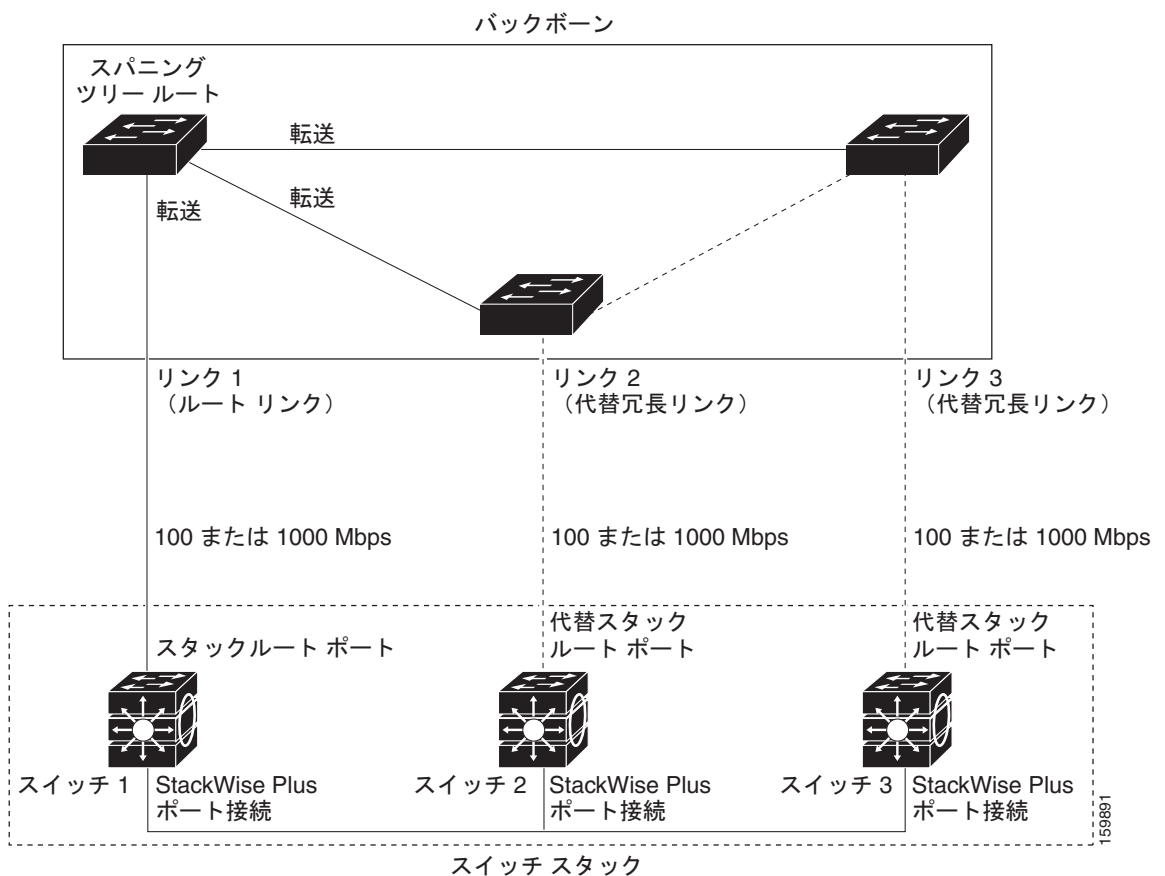 バックボーン
スパニング
ツリー ルート
転送
転送
転送
リンク 1
（ルート リンク）
リンク 2
（代替冗長リンク）
リンク 3
（代替冗長リンク）
100 または 1000 Mbps
100 または 1000 Mbps
100 または 1000 Mbps
スタックルート ポート
代替スタック
ルート ポート
代替スタック
ルート ポート
スイッチ 1
StackWise Plus
ポート接続
スイッチ 2
StackWise Plus
ポート接続
スイッチ 3
StackWise Plus
ポート接続
159891
スイッチ スタック